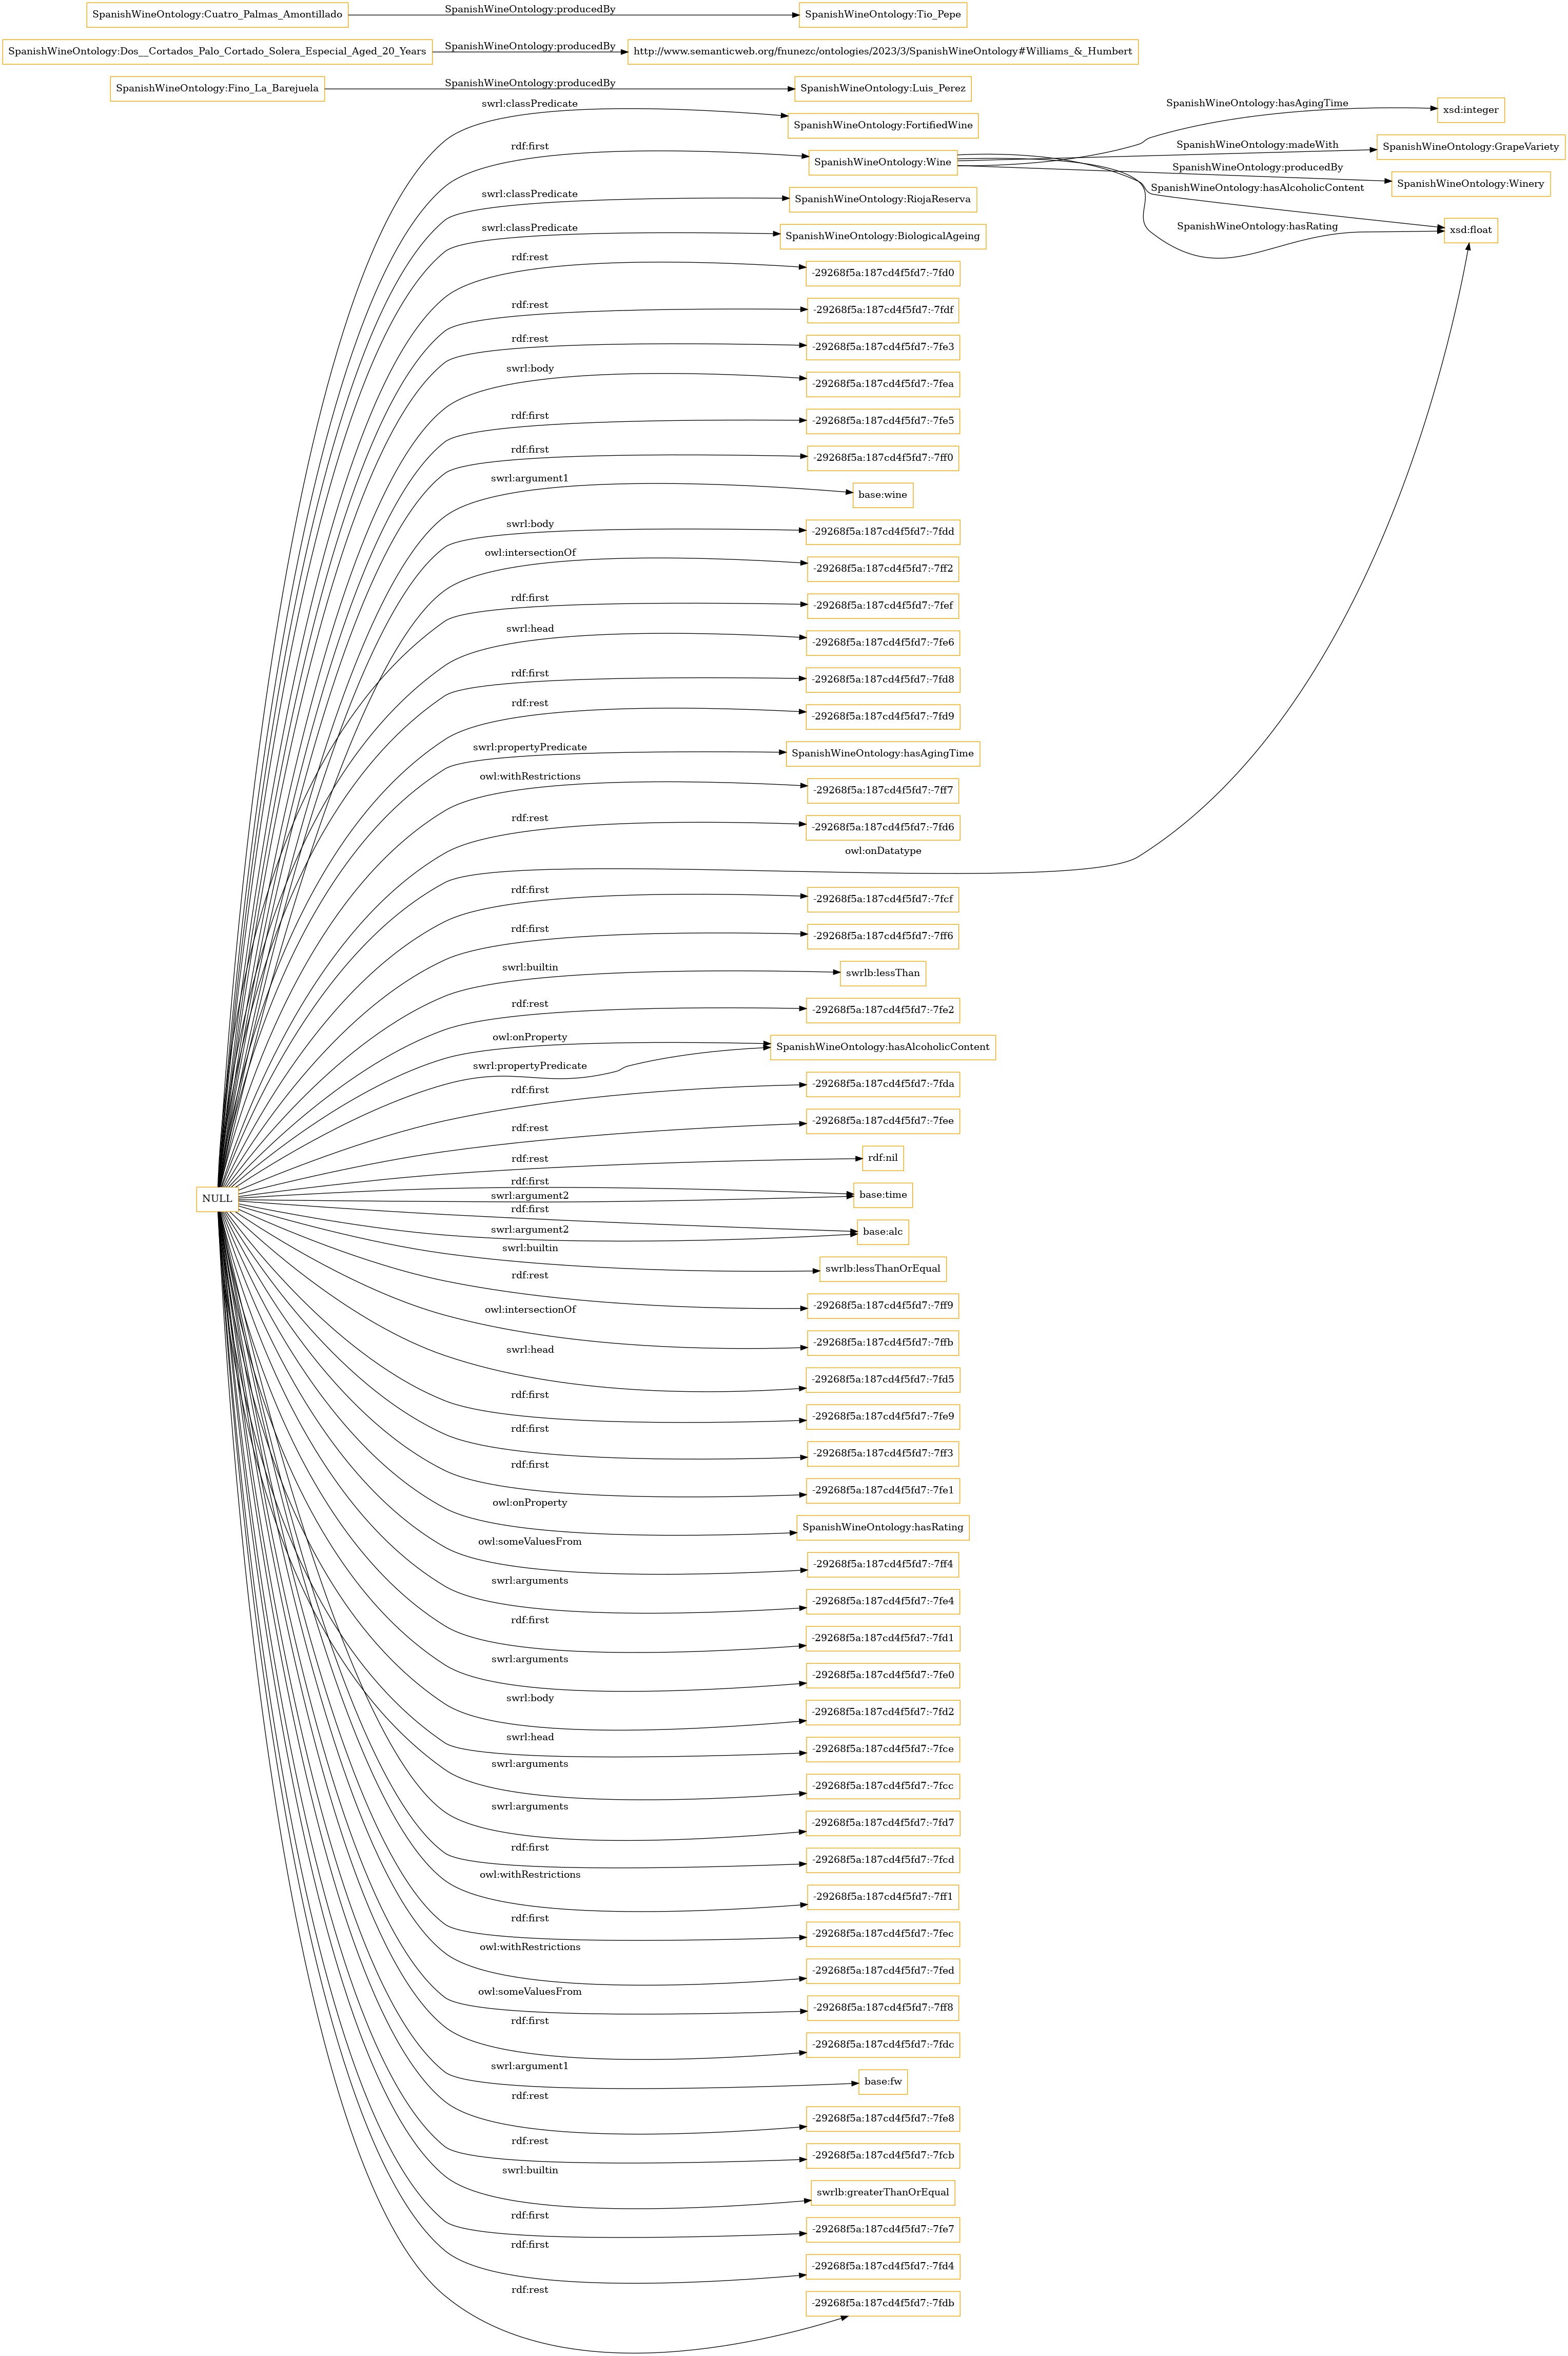 SpanishWineOntology:Cuatro_Palmas_Amontillado
SpanishWineOntology:producedBy
SpanishWineOntology:Tio_Pepe
SpanishWineOntology:Dos__Cortados_Palo_Cortado_Solera_Especial_Aged_20_Years
SpanishWineOntology:producedBy
http://www.semanticweb.org/fnunezc/ontologies/2023/3/SpanishWineOntology#Williams_&_Humbert
SpanishWineOntology:Fino_La_Barejuela
SpanishWineOntology:producedBy
SpanishWineOntology:Luis_Perez
swrl:classPredicate
SpanishWineOntology:FortifiedWine
rdf:first
SpanishWineOntology:Wine
SpanishWineOntology:hasAgingTime
xsd:integer
SpanishWineOntology:madeWith
SpanishWineOntology:GrapeVariety
SpanishWineOntology:producedBy
SpanishWineOntology:Winery
SpanishWineOntology:hasAlcoholicContent
SpanishWineOntology:hasRating
xsd:float
swrl:classPredicate
SpanishWineOntology:RiojaReserva
swrl:classPredicate
SpanishWineOntology:BiologicalAgeing
rdf:rest
-29268f5a:187cd4f5fd7:-7fd0
rdf:rest
-29268f5a:187cd4f5fd7:-7fdf
rdf:rest
-29268f5a:187cd4f5fd7:-7fe3
swrl:body
-29268f5a:187cd4f5fd7:-7fea
rdf:first
-29268f5a:187cd4f5fd7:-7fe5
rdf:first
-29268f5a:187cd4f5fd7:-7ff0
swrl:argument1
base:wine
swrl:body
-29268f5a:187cd4f5fd7:-7fdd
owl:intersectionOf
-29268f5a:187cd4f5fd7:-7ff2
rdf:first
-29268f5a:187cd4f5fd7:-7fef
swrl:head
-29268f5a:187cd4f5fd7:-7fe6
rdf:first
-29268f5a:187cd4f5fd7:-7fd8
rdf:rest
-29268f5a:187cd4f5fd7:-7fd9
swrl:propertyPredicate
SpanishWineOntology:hasAgingTime
owl:withRestrictions
-29268f5a:187cd4f5fd7:-7ff7
rdf:rest
-29268f5a:187cd4f5fd7:-7fd6
owl:onDatatype
rdf:first
-29268f5a:187cd4f5fd7:-7fcf
rdf:first
-29268f5a:187cd4f5fd7:-7ff6
swrl:builtin
swrlb:lessThan
rdf:rest
-29268f5a:187cd4f5fd7:-7fe2
owl:onProperty
SpanishWineOntology:hasAlcoholicContent
swrl:propertyPredicate
rdf:first
-29268f5a:187cd4f5fd7:-7fda
rdf:rest
-29268f5a:187cd4f5fd7:-7fee
rdf:rest
rdf:nil
NULL
rdf:first
swrl:argument2
base:time
rdf:first
swrl:argument2
base:alc
swrl:builtin
swrlb:lessThanOrEqual
rdf:rest
-29268f5a:187cd4f5fd7:-7ff9
owl:intersectionOf
-29268f5a:187cd4f5fd7:-7ffb
swrl:head
-29268f5a:187cd4f5fd7:-7fd5
rdf:first
-29268f5a:187cd4f5fd7:-7fe9
rdf:first
-29268f5a:187cd4f5fd7:-7ff3
rdf:first
-29268f5a:187cd4f5fd7:-7fe1
owl:onProperty
SpanishWineOntology:hasRating
owl:someValuesFrom
-29268f5a:187cd4f5fd7:-7ff4
swrl:arguments
-29268f5a:187cd4f5fd7:-7fe4
rdf:first
-29268f5a:187cd4f5fd7:-7fd1
swrl:arguments
-29268f5a:187cd4f5fd7:-7fe0
swrl:body
-29268f5a:187cd4f5fd7:-7fd2
swrl:head
-29268f5a:187cd4f5fd7:-7fce
swrl:arguments
-29268f5a:187cd4f5fd7:-7fcc
swrl:arguments
-29268f5a:187cd4f5fd7:-7fd7
rdf:first
-29268f5a:187cd4f5fd7:-7fcd
owl:withRestrictions
-29268f5a:187cd4f5fd7:-7ff1
rdf:first
-29268f5a:187cd4f5fd7:-7fec
owl:withRestrictions
-29268f5a:187cd4f5fd7:-7fed
owl:someValuesFrom
-29268f5a:187cd4f5fd7:-7ff8
rdf:first
-29268f5a:187cd4f5fd7:-7fdc
swrl:argument1
base:fw
rdf:rest
-29268f5a:187cd4f5fd7:-7fe8
rdf:rest
-29268f5a:187cd4f5fd7:-7fcb
swrl:builtin
swrlb:greaterThanOrEqual
rdf:first
-29268f5a:187cd4f5fd7:-7fe7
rdf:first
-29268f5a:187cd4f5fd7:-7fd4
rdf:rest
-29268f5a:187cd4f5fd7:-7fdb